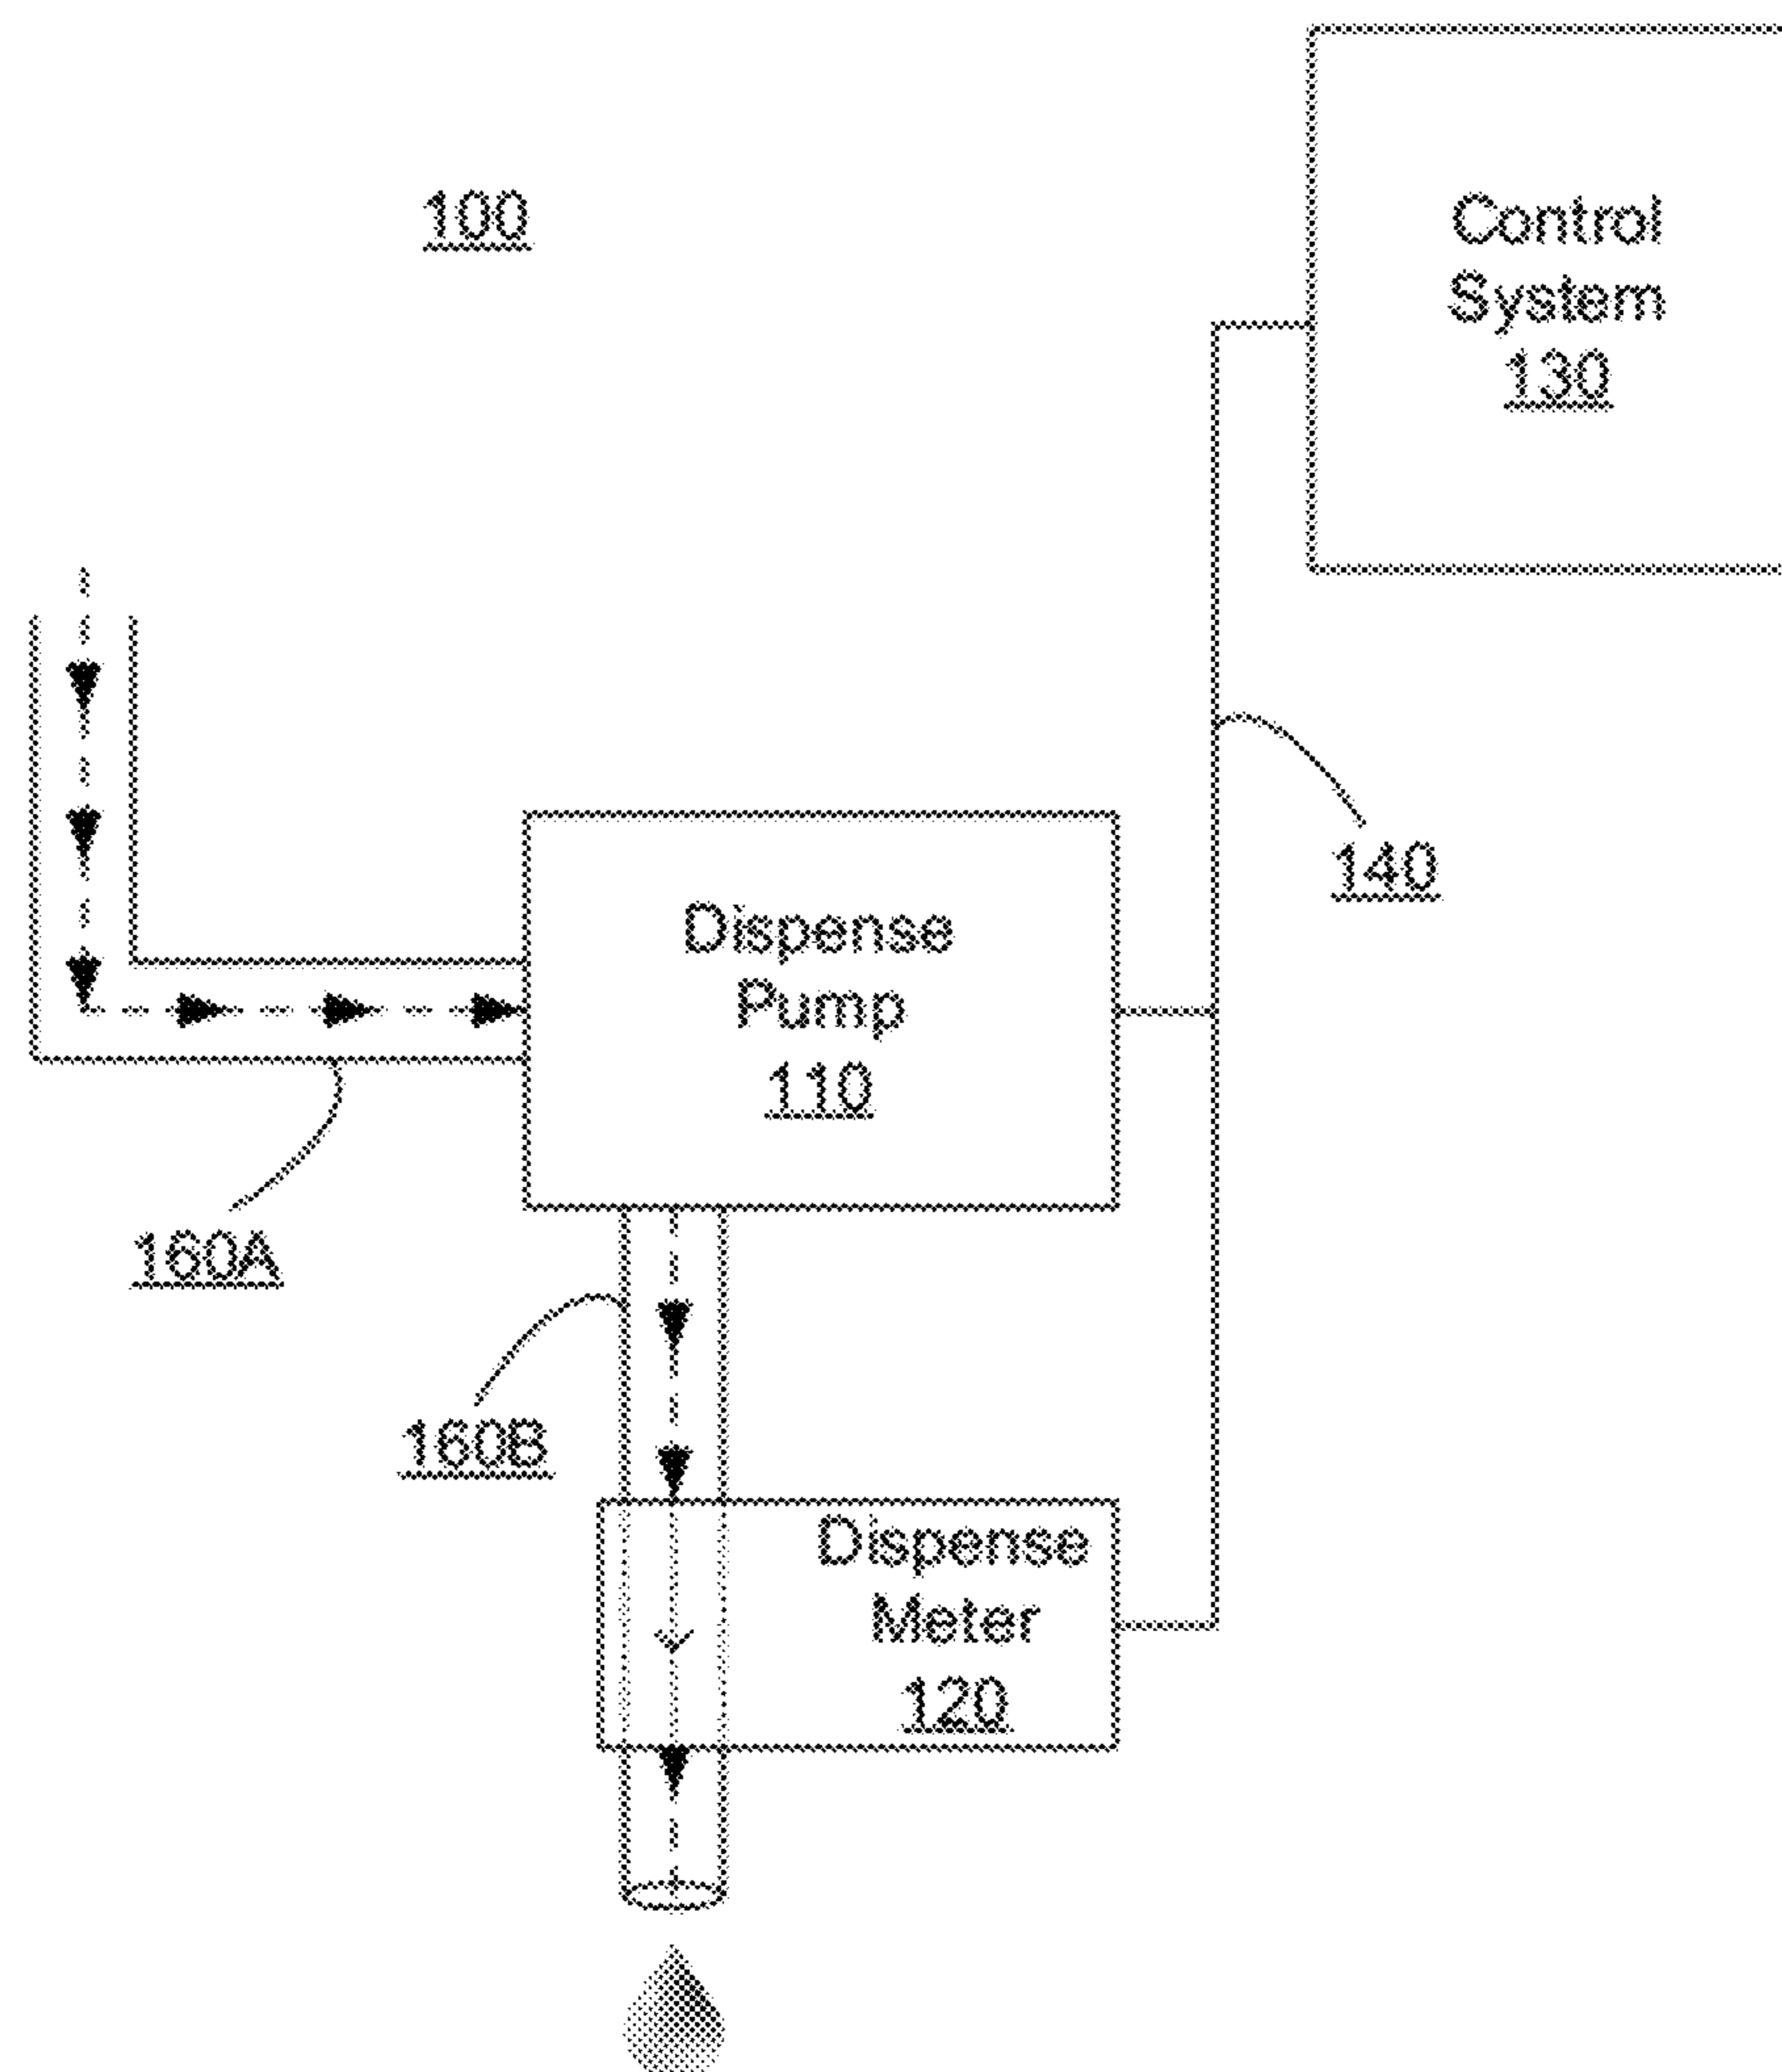 100
Control
System
130
140
Dispense
Pump
110
160A
160B
Dispense
Meter
120